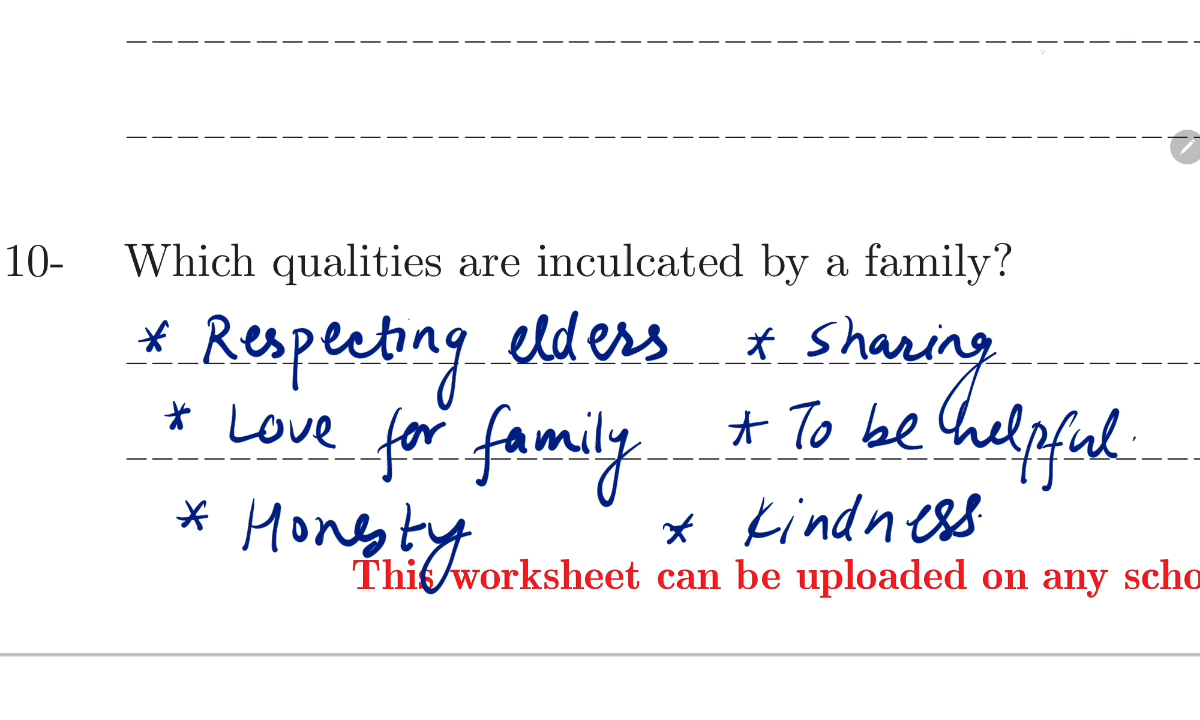 10- Which qualities are inculcated by a family?
* Respecting elders * Sharing
* Love for family * To be helpful.
* Honesty * Kindness.
This worksheet can be uploaded on any scho